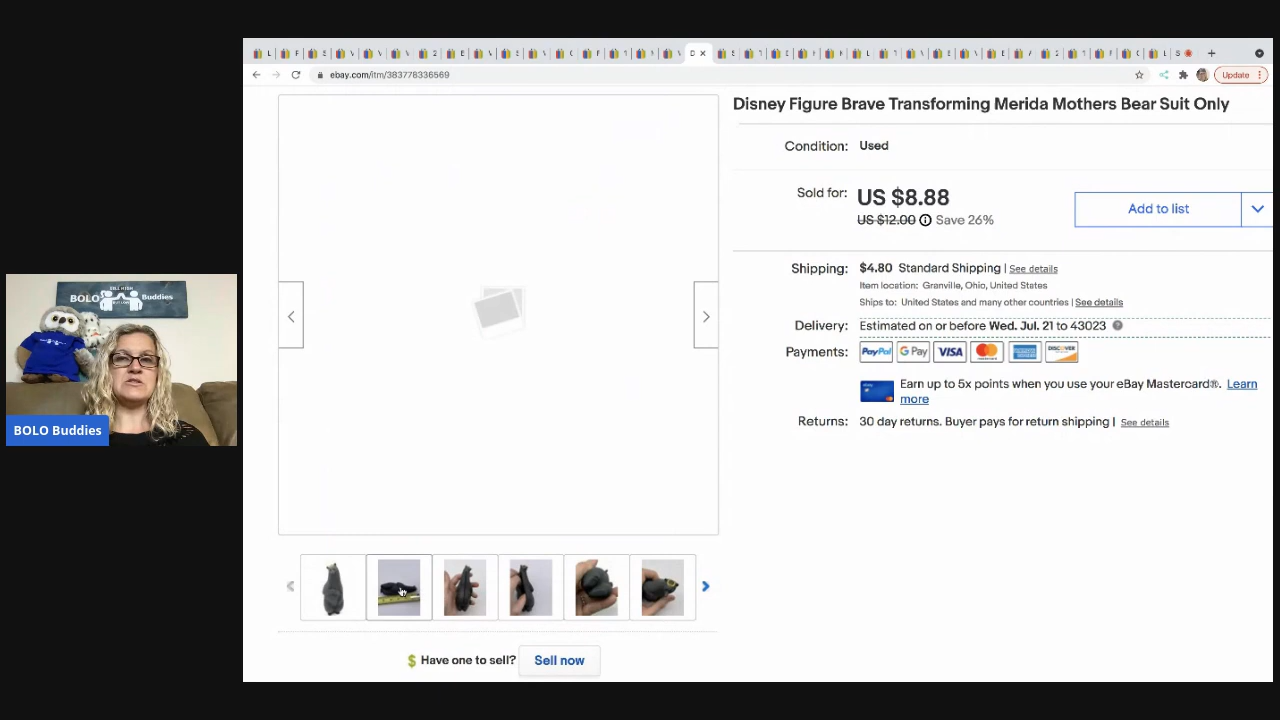 ebay.com/itm/383778336569
Update
Disney Figure Brave Transforming Merida Mothers Bear Suit Only
Condition: Used
Sold for: US $8.88
US $12.00 Save 26%
Add to list
Shipping: $4.80 Standard Shipping | See details
Item location: Granville, Ohio, United States
Ships to: United States and many other countries | See details
Delivery: Estimated on or before Wed. Jul. 21 to 43023
Payments: PayPal G Pay VISA DISCOVER
Earn up to 5x points when you use your eBay Mastercard®. Learn
more
Returns: 30 day returns. Buyer pays for return shipping | See details
BOLO Buddies
BOLO Buddies
Have one to sell? Sell now